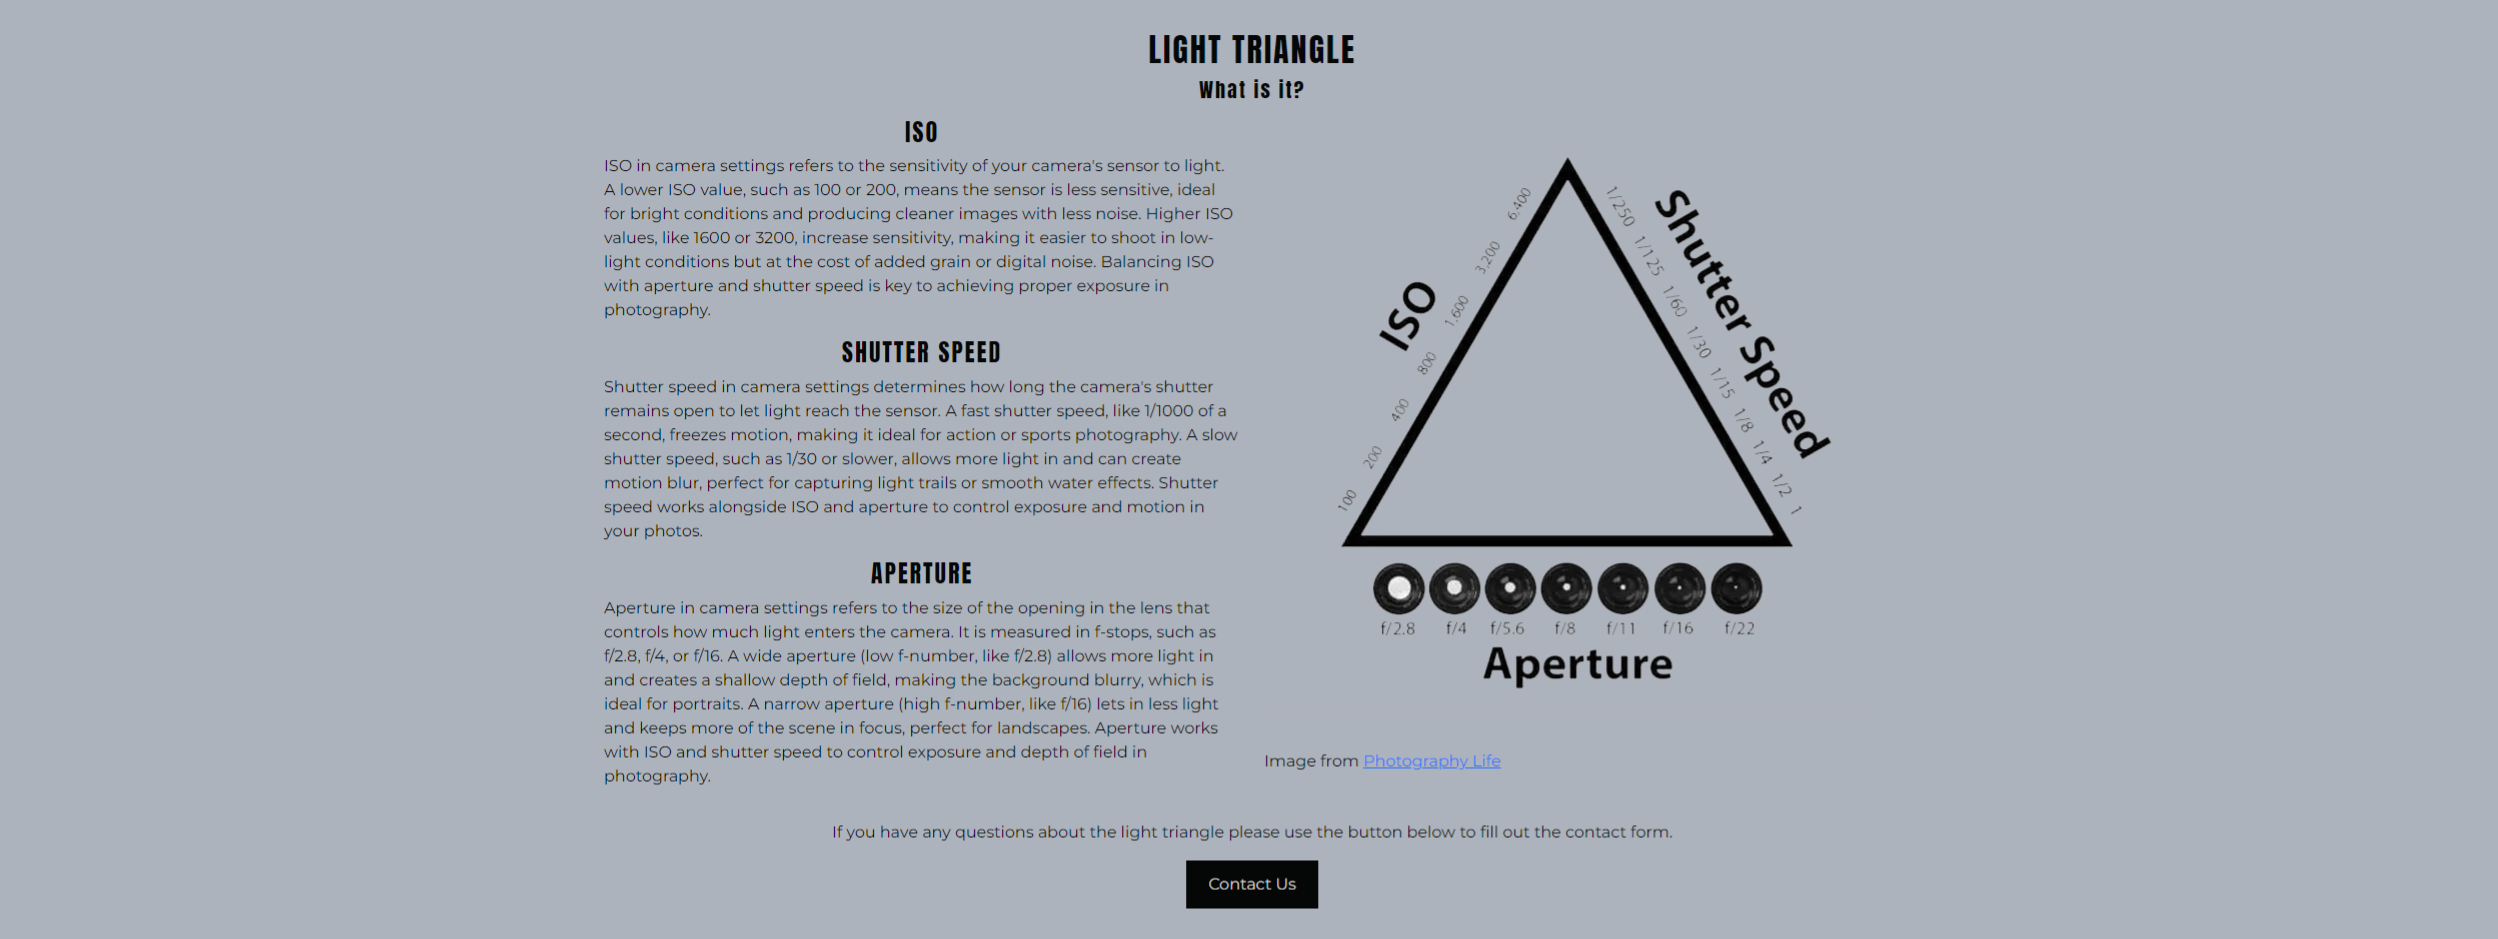 LIGHT TRIANGLE
What is it?
ISO
ISO in camera settings refers to the sensitivity of your camera's sensor to light.
A lower ISO value, such as 100 or 200, means the sensor is less sensitive, ideal
for bright conditions and producing cleaner images with less noise. Higher ISO
values, like 1600 or 3200, increase sensitivity, making it easier to shoot in low-
light conditions but at the cost of added grain or digital noise. Balancing ISO
with aperture and shutter speed is key to achieving proper exposure in
photography.
SHUTTER SPEED
Shutter speed in camera settings determines how long the camera's shutter
remains open to let light reach the sensor. A fast shutter speed, like 1/1000 of a
second, freezes motion, making it ideal for action or sports photography. A slow
shutter speed, such as 1/30 or slower, allows more light in and can create
motion blur, perfect for capturing light trails or smooth water effects. Shutter
speed works alongside ISO and aperture to control exposure and motion in
your photos.
APERTURE
Aperture in camera settings refers to the size of the opening in the lens that
controls how much light enters the camera. It is measured in f-stops, such as
f/2.8, f/4, or f/16. A wide aperture (low f-number, like f/2.8) allows more light in
and creates a shallow depth of field, making the background blurry, which is
ideal for portraits. A narrow aperture (high f-number, like f/16) lets in less light
and keeps more of the scene in focus, perfect for landscapes. Aperture works
with ISO and shutter speed to control exposure and depth of field in
photography.
ISO
100 200 400 800 1.600 3.200 6.400
Shutter Speed
1/250 1/125 1/60 1/30 1/15 1/8 1/4 1/2 1
f/2.8 f/4 f/5.6 f/8 f/11 f/16 f/22
Aperture
Image from Photography Life
If you have any questions about the light triangle please use the button below to fill out the contact form.
Contact Us